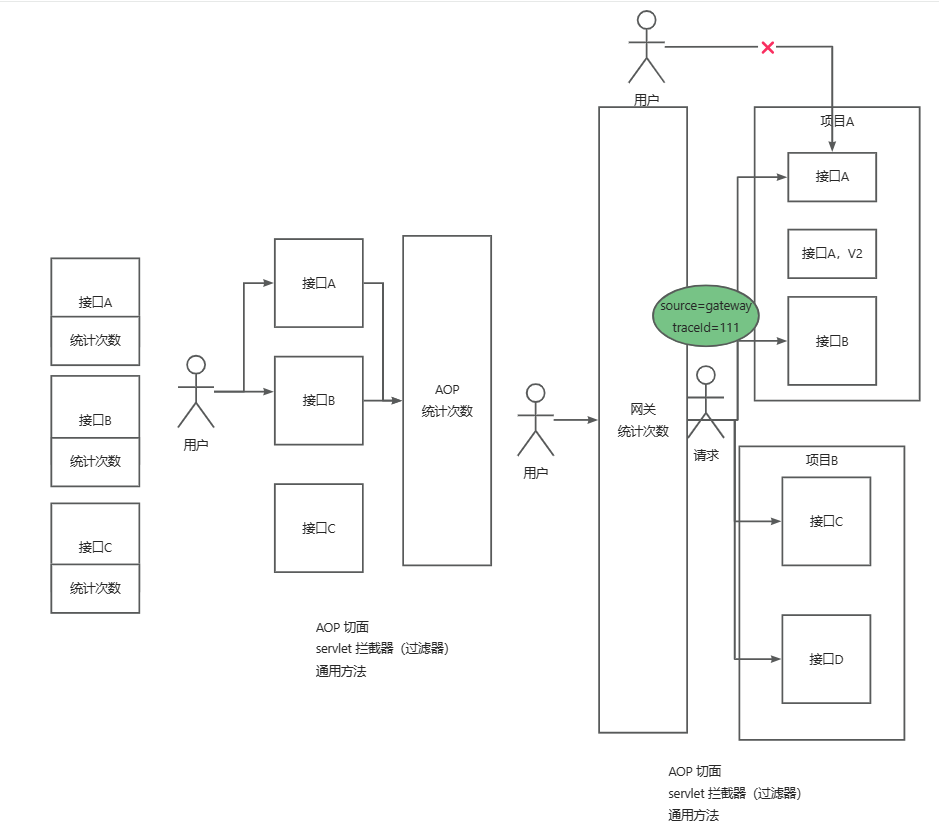 接口A
统计次数
接口B
统计次数
接口C
统计次数
用户
接口A
接口B
接口C
AOP
统计次数
AOP 切面
servlet 拦截器（过滤器）
通用方法
用户
用户
网关
统计次数
source=gateway
traceId=111
请求
项目A
接口A
接口A，V2
接口B
项目B
接口C
接口D
AOP 切面
servlet 拦截器（过滤器）
通用方法